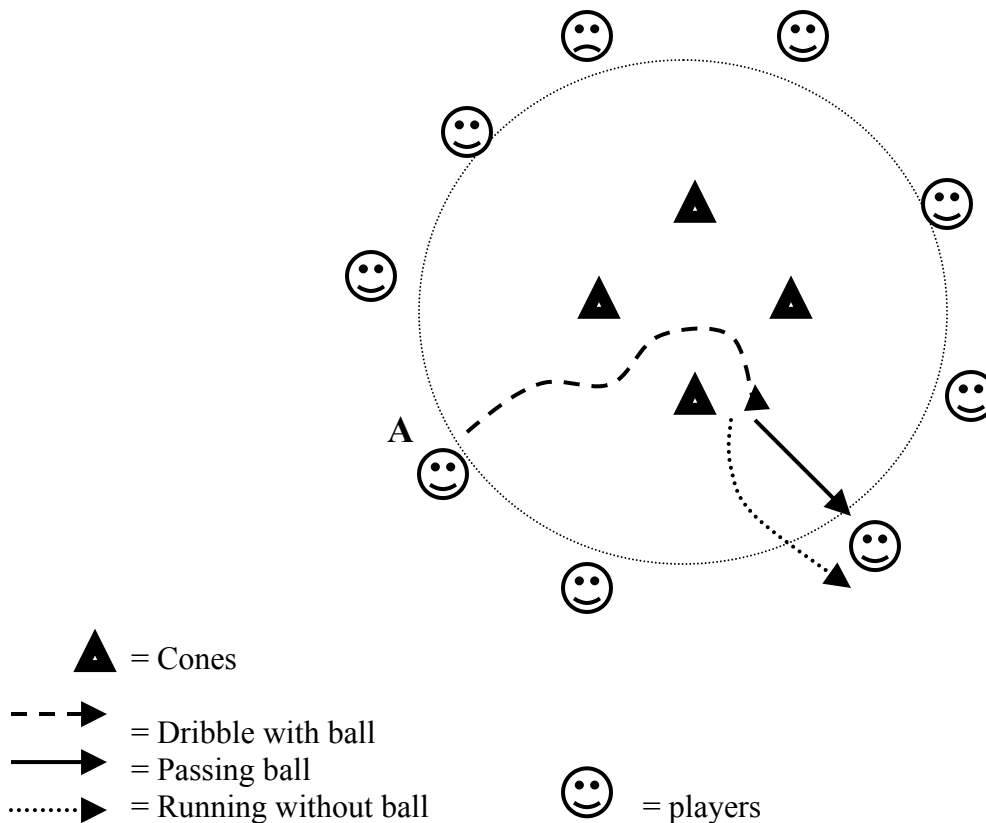 A
= Cones
= Dribble with ball
= Passing ball
= Running without ball
= players